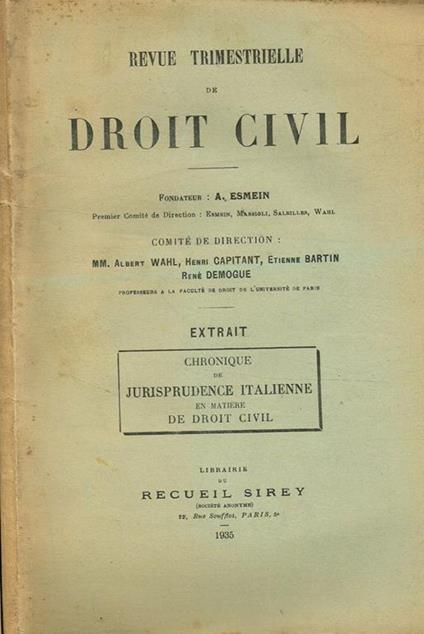 REVUE TRIMESTRIELLE
DE
DROIT CIVIL
FONDATEUR : A. ESMEIN
Premier Comité de Direction : ESMEIN, MASSIGLI, SALEILLES, WAHL
COMITÉ DE DIRECTION :
MM. ALBERT WAHL, HENRI CAPITANT, ETIENNE BARTIN
RENÉ DEMOGUE
PROFESSEURS A LA FACULTÉ DE DROIT DE L'UNIVERSITÉ DE PARIS
EXTRAIT
CHRONIQUE
DE
JURISPRUDENCE ITALIENNE
EN MATIÈRE
DE DROIT CIVIL
LIBRAIRIE
DU
RECUEIL SIREY
(SOCIÉTÉ ANONYME)
22, Rue Soufflot, PARIS, 5e
1935